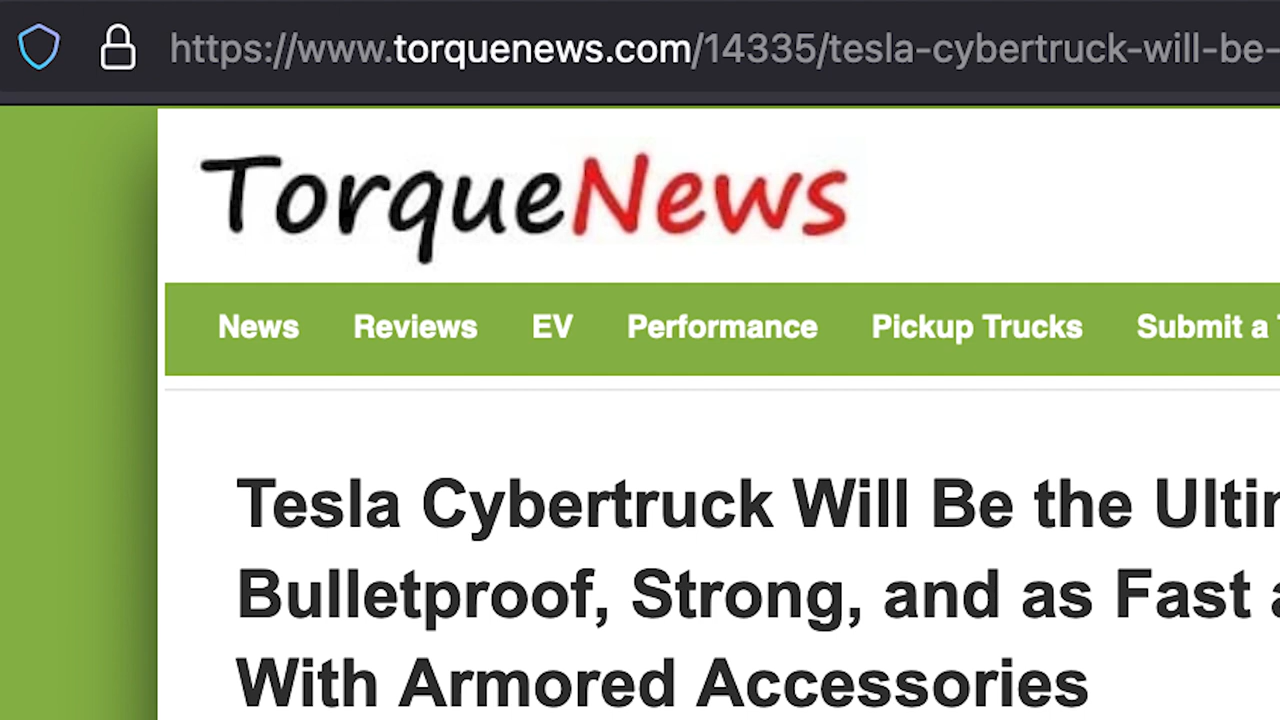 https://www.torquenews.com/14335/tesla-cybertruck-will-be-
TorqueNews
News Reviews EV Performance Pickup Trucks Submit a
Tesla Cybertruck Will Be the
Bulletproof, Strong, and as Fast
With Armored Accessories